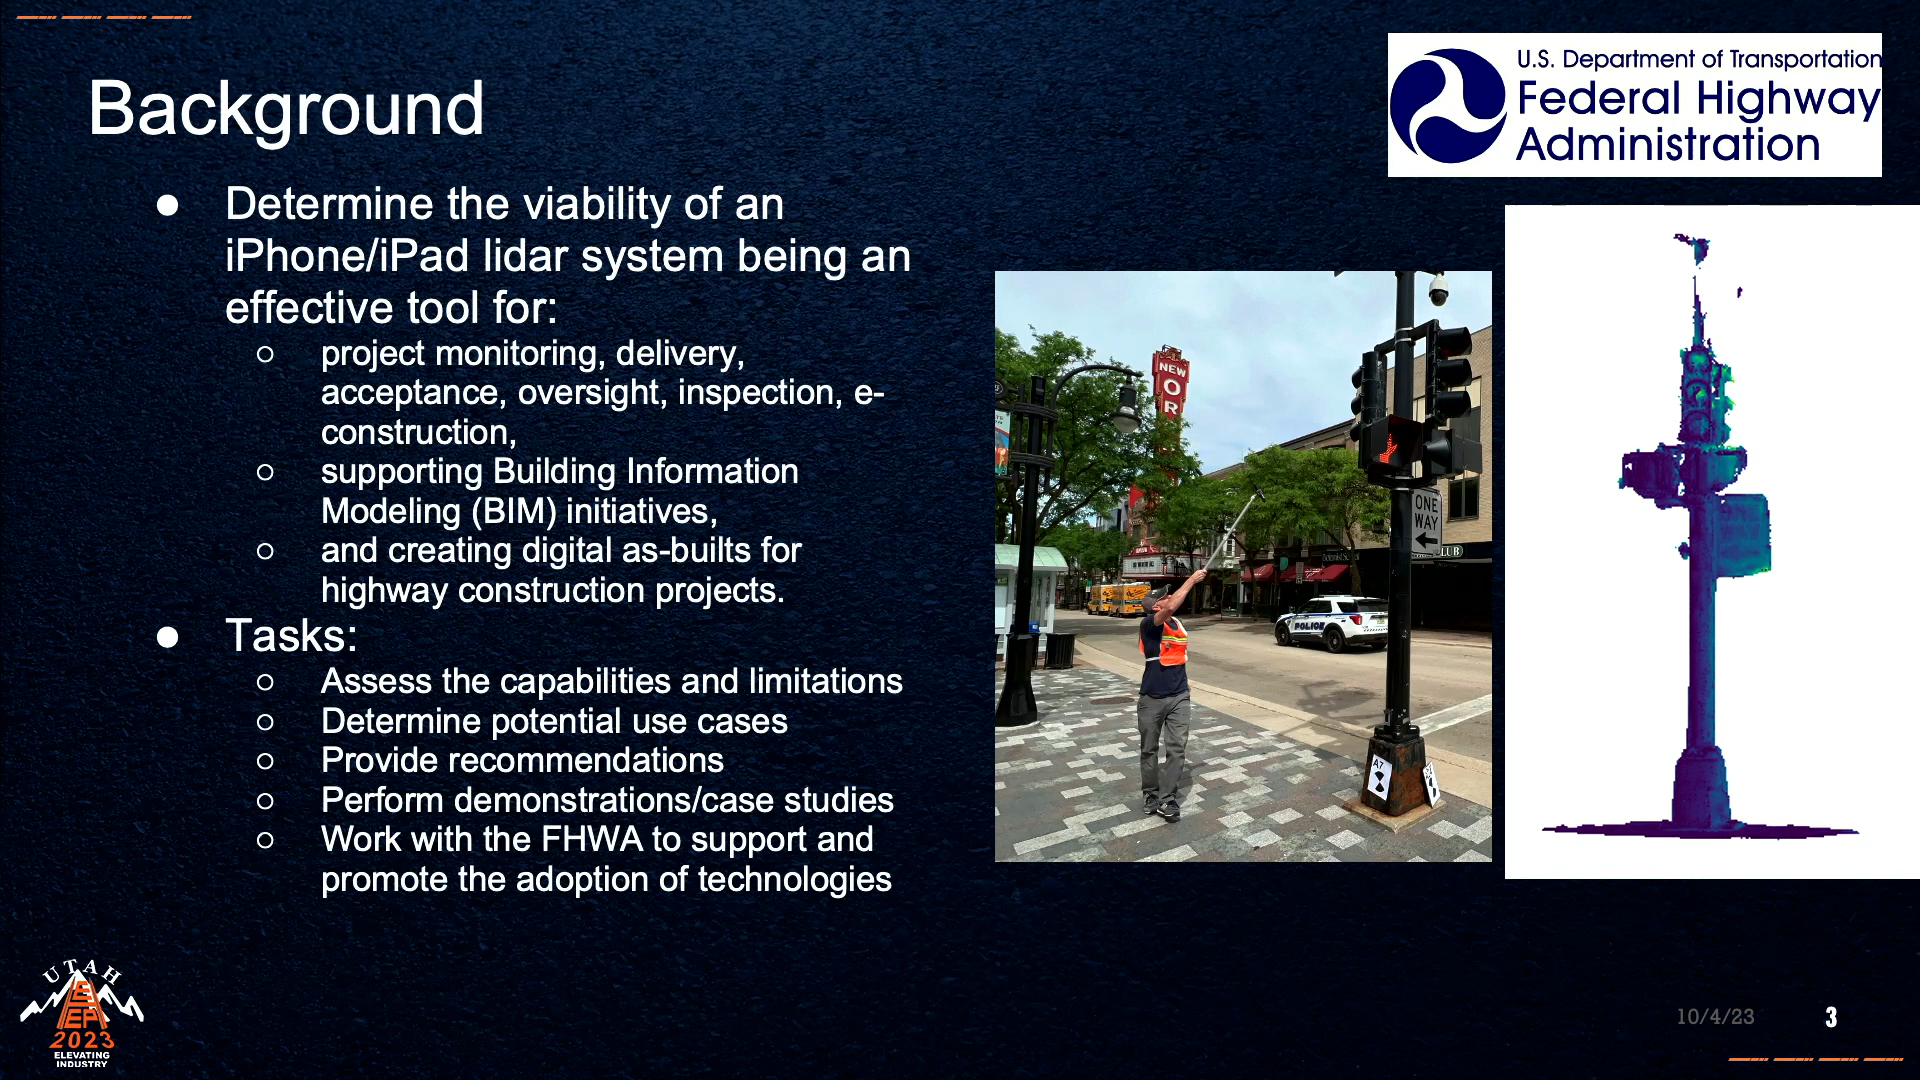 Background
U.S. Department of Transportation
Federal Highway
Administration
● Determine the viability of an
iPhone/iPad lidar system being an
effective tool for:
○ project monitoring, delivery,
acceptance, oversight, inspection, e-
construction,
○ supporting Building Information
Modeling (BIM) initiatives,
○ and creating digital as-builts for
highway construction projects.
● Tasks:
○ Assess the capabilities and limitations
○ Determine potential use cases
○ Provide recommendations
○ Perform demonstrations/case studies
○ Work with the FHWA to support and
promote the adoption of technologies
NEW
O
R
ONE
WAY
LUB
POLICE
A7
UTAH
2023
ELEVATING
INDUSTRY
10/4/23
3